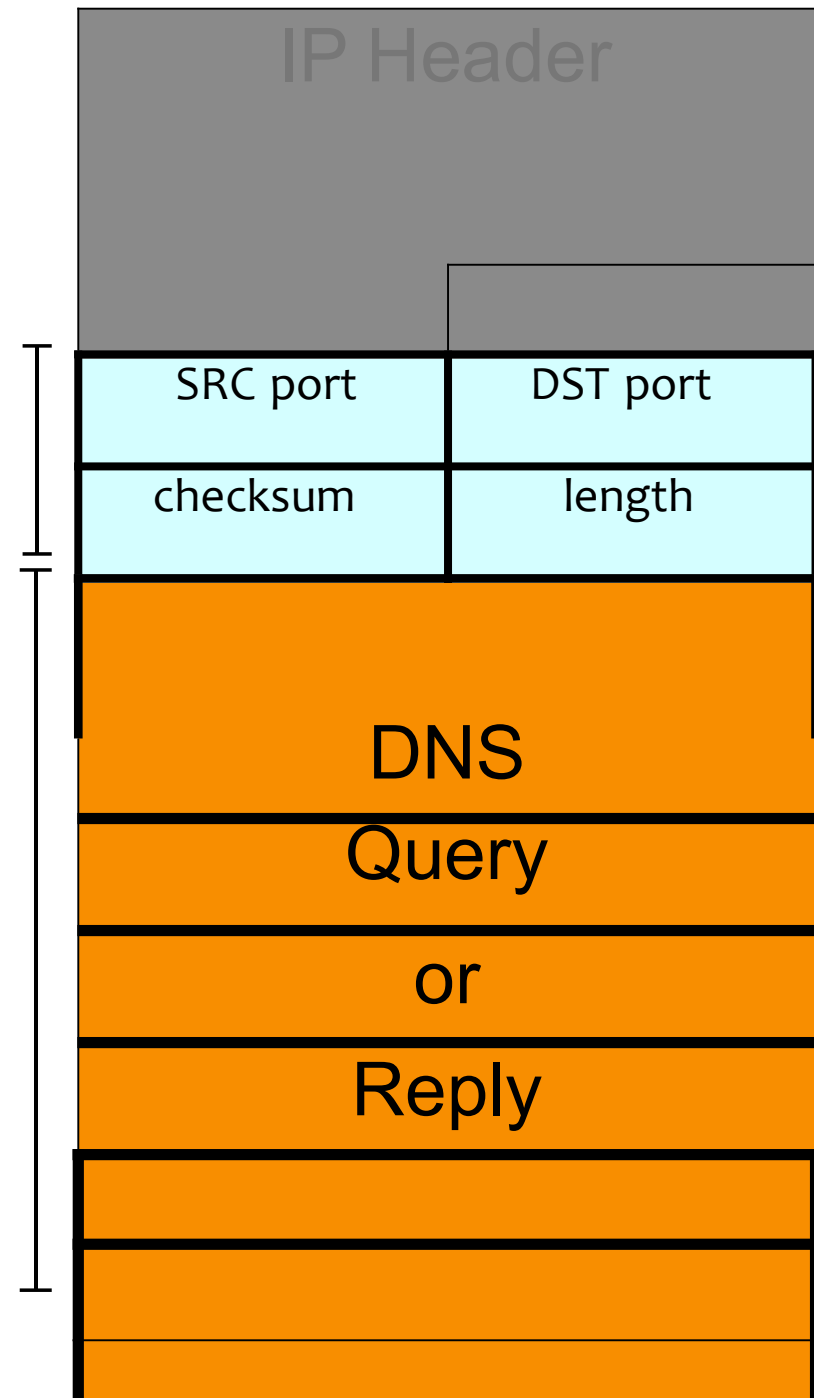 IP Header
SRC port DST port
checksum length
DNS
Query
or
Reply